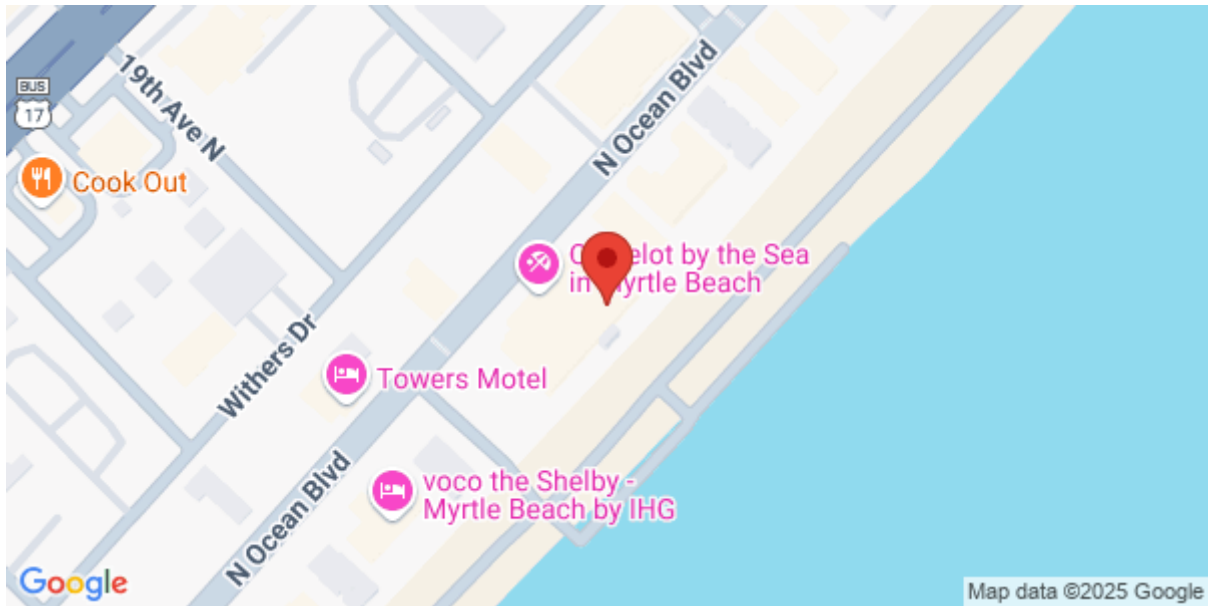 BUS
17
19th Ave N
N Ocean Blvd
Cook Out
by the Sea
in
Beach
Withers Dr
Towers Motel
voco the Shelby -
Myrtle Beach by IHG
N Ocean Blvd
Google
Map data ©2025 Google